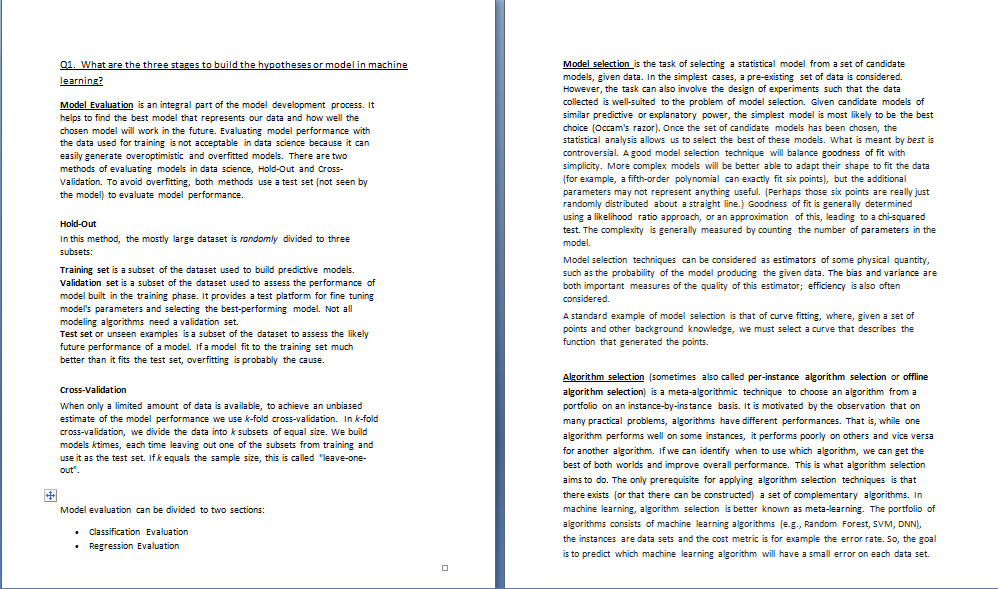 Q1. What are the three stages to build the hypotheses or model in machine
learning?
Model Evaluation is an integral part of the model development process. It
helps to find the best model that represents our data and how well the
chosen model will work in the future. Evaluating model performance with
the data used for training is not acceptable in data science because it can
easily generate overoptimistic and overfitted models. There are two
methods of evaluating models in data science, Hold-Out and Cross-
Validation. To avoid overfitting, both methods use a test set (not seen by
the model) to evaluate model performance.
Hold-Out
In this method, the mostly large dataset is randomly divided to three
subsets:
Training set is a subset of the dataset used to build predictive models.
Validation set is a subset of the dataset used to assess the performance of
model built in the training phase. It provides a test platform for fine tuning
model's parameters and selecting the best-performing model. Not all
modeling algorithms need a validation set.
Test set or unseen examples is a subset of the dataset to assess the likely
future performance of a model. If a model fit to the training set much
better than it fits the test set, overfitting is probably the cause.
Cross-Validation
When only a limited amount of data is available, to achieve an unbiased
estimate of the model performance we use k-fold cross-validation. In k-fold
cross-validation, we divide the data into k subsets of equal size. We build
models ktimes, each time leaving out one of the subsets from training and
use it as the test set. If k equals the sample size, this is called "leave-one-
out".
Model evaluation can be divided to two sections:
• Classification Evaluation
• Regression Evaluation
Model selection is the task of selecting a statistical model from a set of candidate
models, given data. In the simplest cases, a pre-existing set of data is considered.
However, the task can also involve the design of experiments such that the data
collected is well-suited to the problem of model selection. Given candidate models of
similar predictive or explanatory power, the simplest model is most likely to be the best
choice (Occam's razor). Once the set of candidate models has been chosen, the
statistical analysis allows us to select the best of these models. What is meant by best is
controversial. A good model selection technique will balance goodness of fit with
simplicity. More complex models will be better able to adapt their shape to fit the data
(for example, a fifth-order polynomial can exactly fit six points), but the additional
parameters may not represent anything useful. (Perhaps those six points are really just
randomly distributed about a straight line.) Goodness of fit is generally determined
using a likelihood ratio approach, or an approximation of this, leading to a chi-squared
test. The complexity is generally measured by counting the number of parameters in the
model.
Model selection techniques can be considered as estimators of some physical quantity,
such as the probability of the model producing the given data. The bias and variance are
both important measures of the quality of this estimator; efficiency is also often
considered.
A standard example of model selection is that of curve fitting, where, given a set of
points and other background knowledge, we must select a curve that describes the
function that generated the points.
Algorithm selection (sometimes also called per-instance algorithm selection or offline
algorithm selection) is a meta-algorithmic technique to choose an algorithm from a
portfolio on an instance-by-instance basis. It is motivated by the observation that on
many practical problems, algorithms have different performances. That is, while one
algorithm performs well on some instances, it performs poorly on others and vice versa
for another algorithm. If we can identify when to use which algorithm, we can get the
best of both worlds and improve overall performance. This is what algorithm selection
aims to do. The only prerequisite for applying algorithm selection techniques is that
there exists (or that there can be constructed) a set of complementary algorithms. In
machine learning, algorithm selection is better known as meta-learning. The portfolio of
algorithms consists of machine learning algorithms (e.g., Random Forest, SVM, DNN),
the instances are data sets and the cost metric is for example the error rate. So, the goal
is to predict which machine learning algorithm will have a small error on each data set.